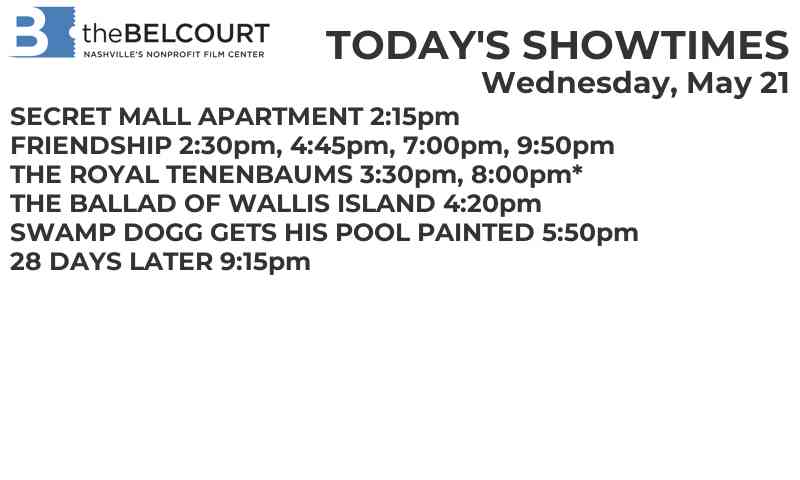 B theBELCOURT
NASHVILLE'S NONPROFIT FILM CENTER
TODAY'S SHOWTIMES
Wednesday, May 21
SECRET MALL APARTMENT 2:15pm
FRIENDSHIP 2:30pm, 4:45pm, 7:00pm, 9:50pm
THE ROYAL TENENBAUMS 3:30pm, 8:00pm*
THE BALLAD OF WALLIS ISLAND 4:20pm
SWAMP DOGG GETS HIS POOL PAINTED 5:50pm
28 DAYS LATER 9:15pm